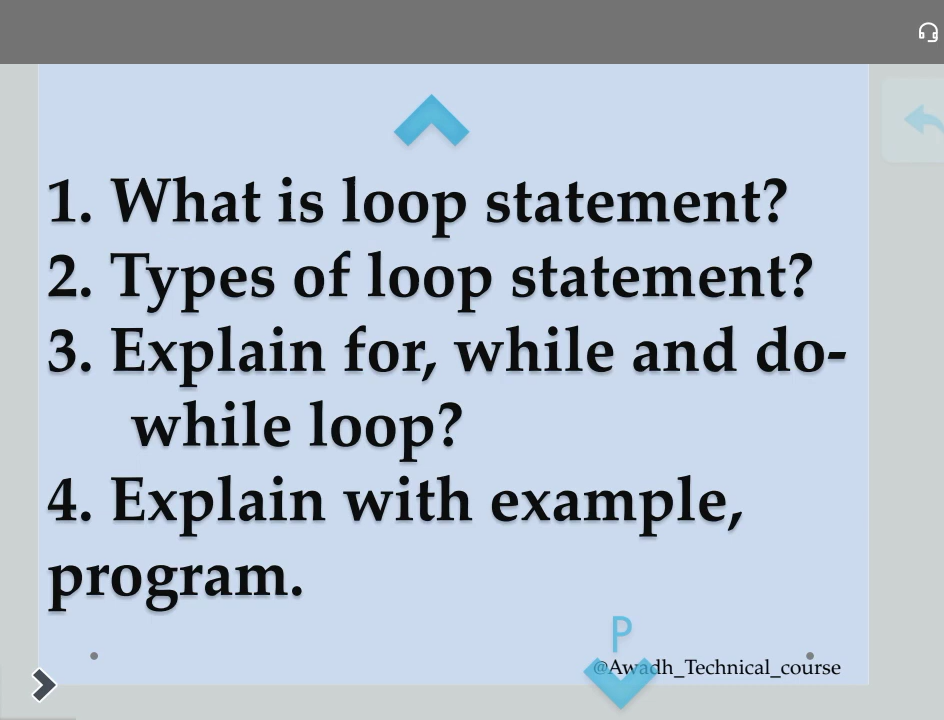 1. What is loop statement?
2. Types of loop statement?
3. Explain for, while and do-
while loop?
4. Explain with example,
program.
P
@Awadh_Technical_course